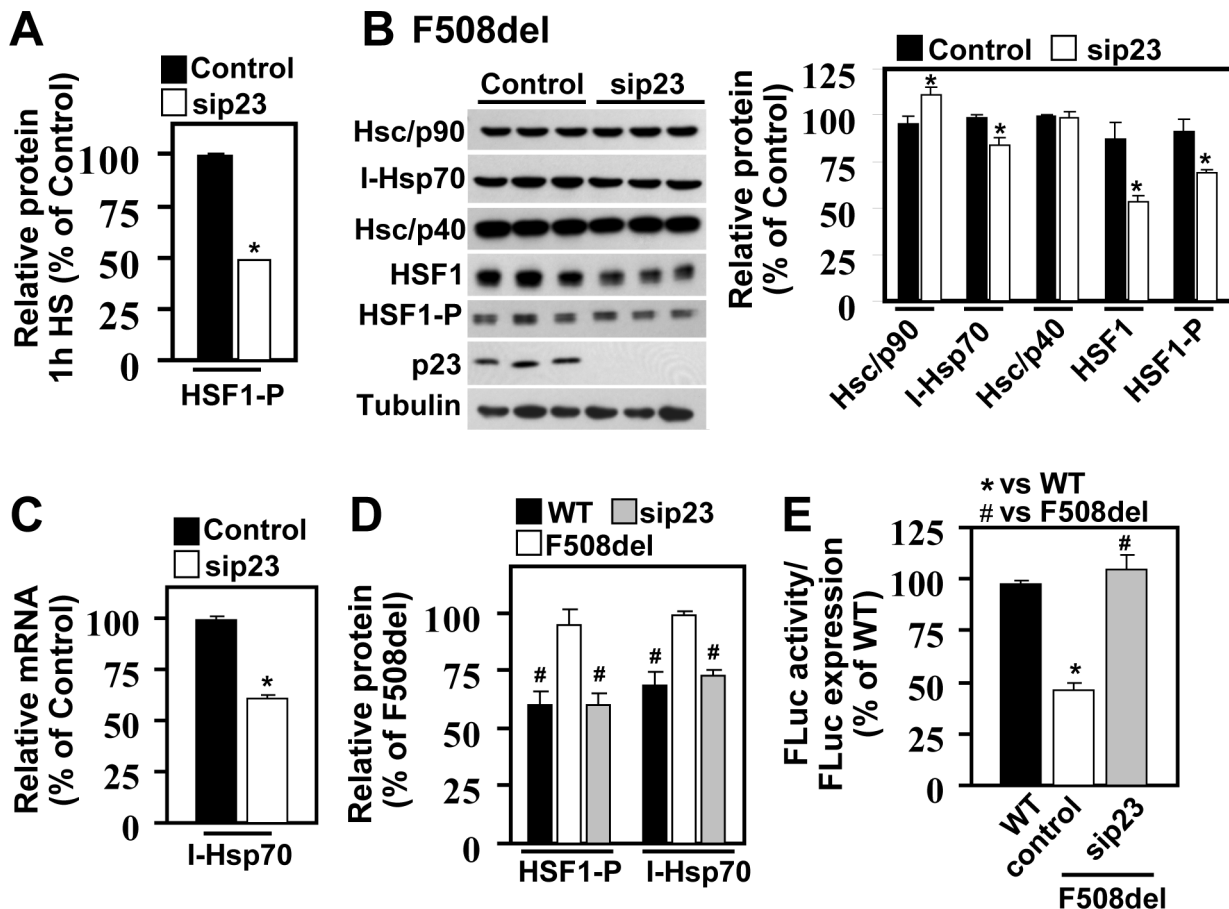 A
Control
sip23
Relative protein
1h HS (% of Control)
100
75
50
25
0
*
HSF1-P
B F508del
Control sip23
Hsc/p90
I-Hsp70
Hsc/p40
HSF1
HSF1-P
p23
Tubulin
Control sip23
Relative protein
(% of Control)
125
100
75
50
25
0
* * * *
Hsc/p90 I-Hsp70 Hsc/p40 HSF1 HSF1-P
C
Control
sip23
Relative mRNA
(% of Control)
100
75
50
25
0
*
I-Hsp70
D
WT sip23
F508del
Relative protein
(% of F508del)
100
75
50
75
0
# # # #
HSF1-P I-Hsp70
E
* vs WT
# vs F508del
FLuc activity/
FLuc expression
(% of WT)
125
100
75
50
25
0
* #
WT control sip23
F508del